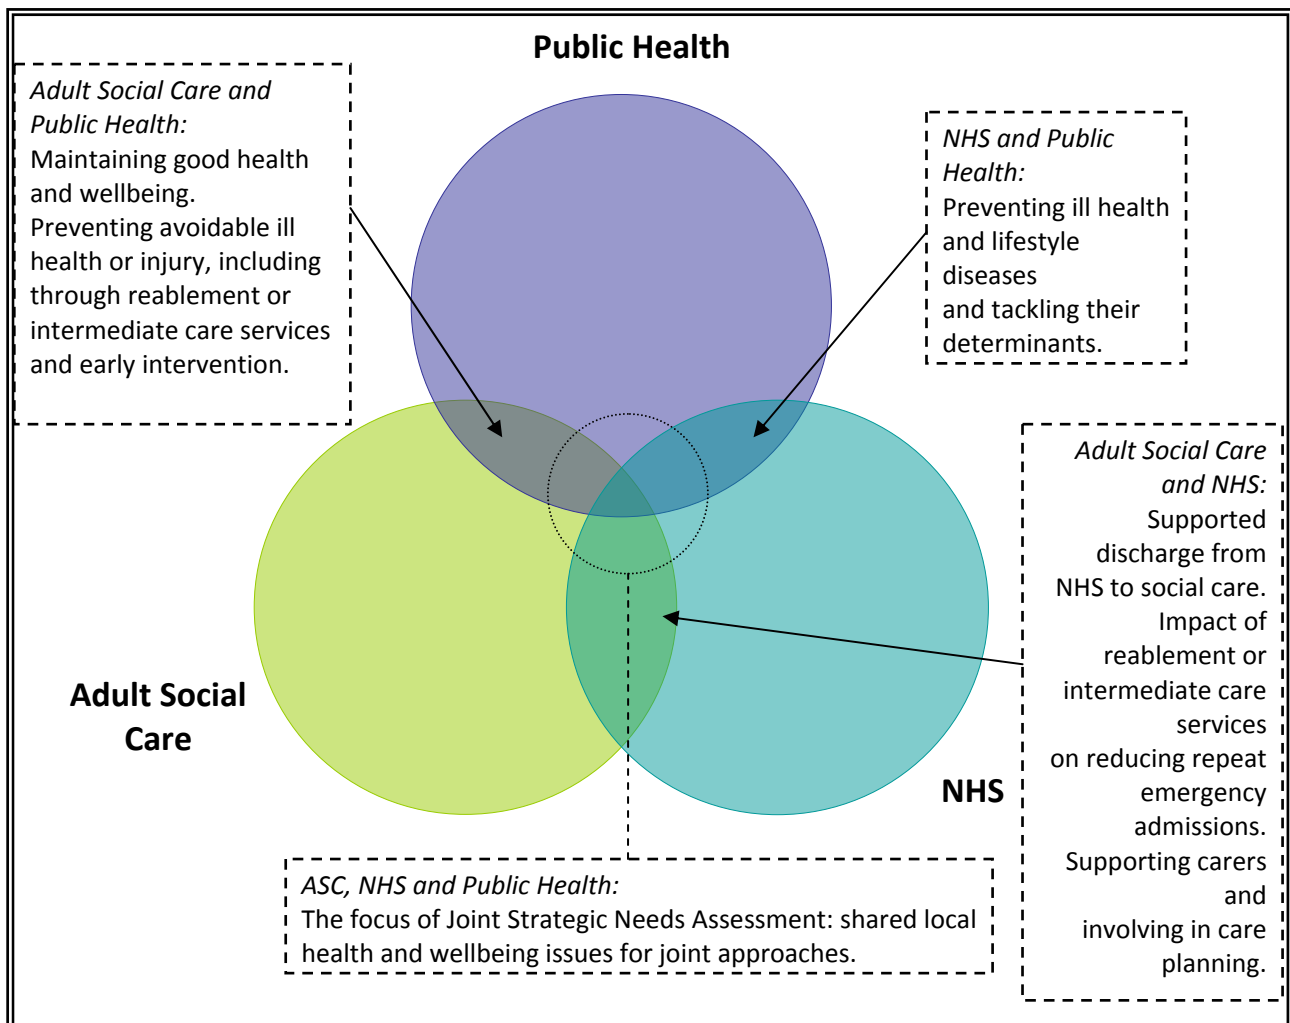 Public Health
Adult Social Care and
Public Health:
Maintaining good health
and wellbeing.
Preventing avoidable ill
health or injury, including
through reablement or
intermediate care services
and early intervention.
NHS and Public
Health:
Preventing ill health
and lifestyle
diseases
and tackling their
determinants.
Adult Social Care
and NHS:
Supported
discharge from
NHS to social care.
Impact of
reablement or
intermediate care
services
on reducing repeat
emergency
admissions.
Supporting carers
and
involving in care
planning.
Adult Social
Care
NHS
ASC, NHS and Public Health:
The focus of Joint Strategic Needs Assessment: shared local
health and wellbeing issues for joint approaches.